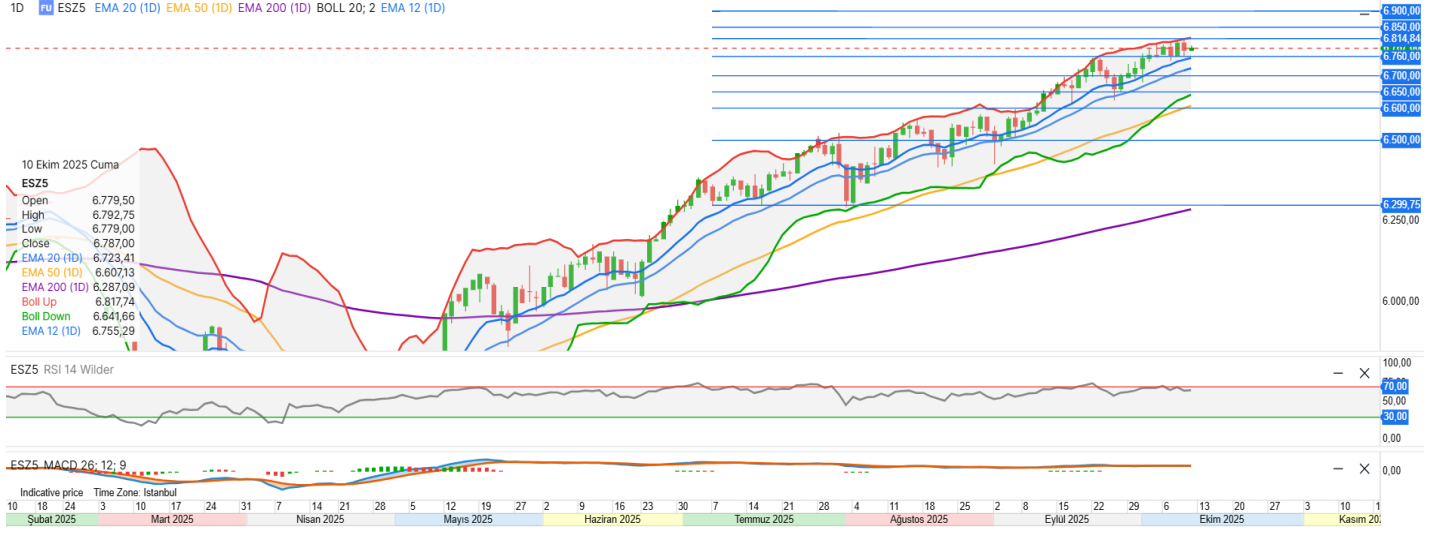 1D FU ESZ5 EMA 20 (1D) EMA 50 (1D) EMA 200 (1D) BOLL 20; 2 EMA 12 (1D)
6.900,00
6.850,00
6.814,84
6.760,00
6.700,00
6.650,00
6.600,00
6.500,00
6.299,75
6.250,00
6.000,00
10 Ekim 2025 Cuma
ESZ5
Open 6.779,50
High 6.792,75
Low 6.779,00
Close 6.787,00
EMA 20 (1D) 6.723,41
EMA 50 (1D) 6.607,13
EMA 200 (1D) 6.287,09
Boll Up 6.817,74
Boll Down 6.641,66
EMA 12 (1D) 6.755,29
ESZ5 RSI 14 Wilder
100,00
70,00
50,00
30,00
0,00
ESZ5 MACD 26; 12; 9
0,00
Indicative price Time Zone: Istanbul
10 18 24 3 10 17 24 31 7 14 21 28 5 12 19 26 2 9 16 23 30 7 14 21 28 4 11 18 25 2 8 15 22 29 6 13 20 27 3 10
Şubat 2025 Mart 2025 Nisan 2025 Mayıs 2025 Haziran 2025 Temmuz 2025 Ağustos 2025 Eylül 2025 Ekim 2025 Kasım 202